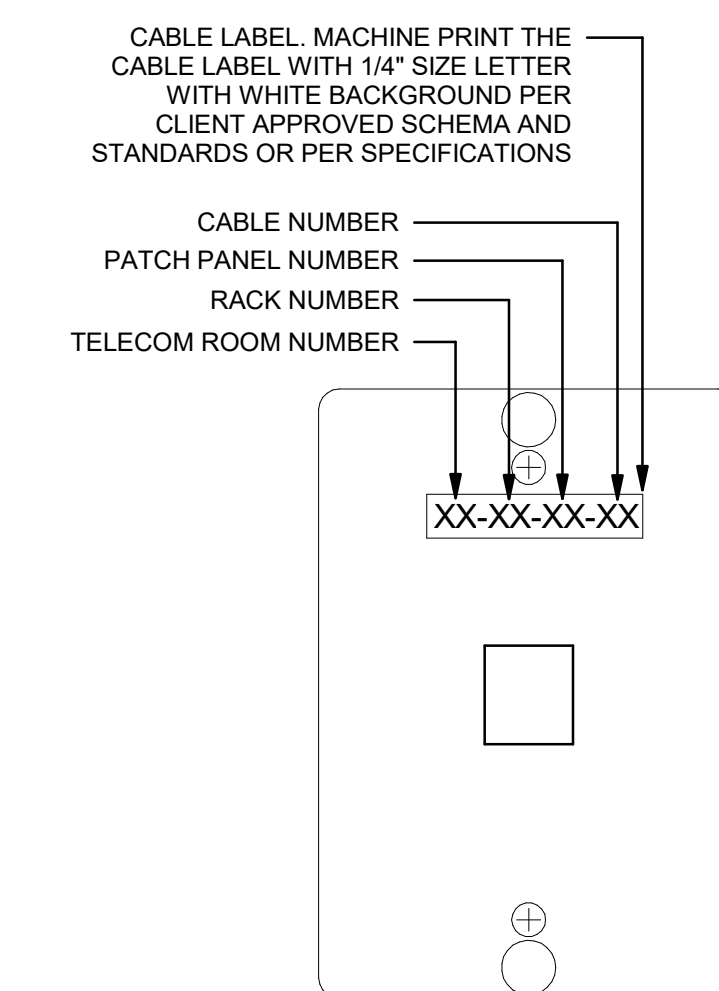 CABLE LABEL. MACHINE PRINT THE
CABLE LABEL WITH 1/4" SIZE LETTER
WITH WHITE BACKGROUND PER
CLIENT APPROVED SCHEMA AND
STANDARDS OR PER SPECIFICATIONS
CABLE NUMBER
PATCH PANEL NUMBER
RACK NUMBER
TELECOM ROOM NUMBER
XX-XX-XX-XX